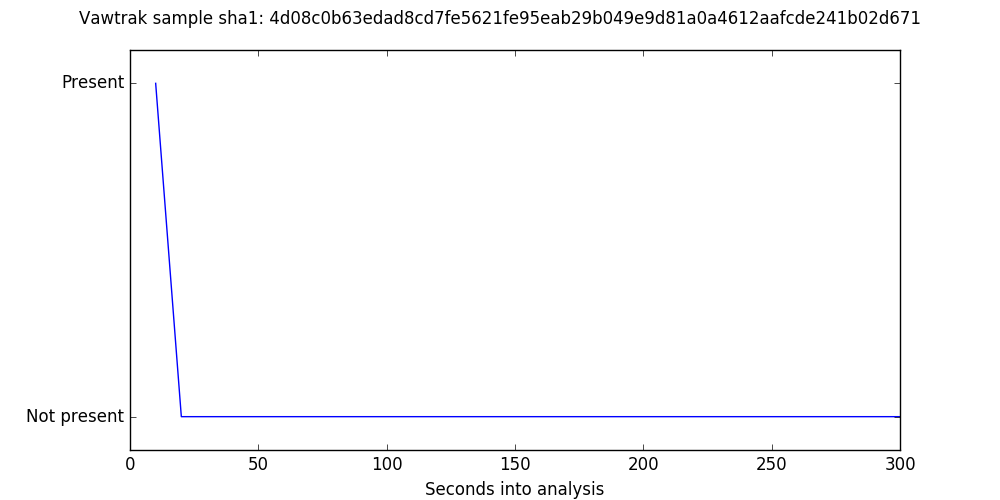 Vawtrak sample sha1: 4d08c0b63edad8cd7fe5621fe95eab29b049e9d81a0a4612aafcde241b02d671
Present
Not present
0 50 100 150 200 250 300
Seconds into analysis